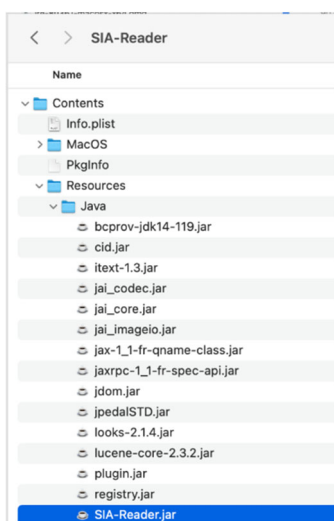 SIA-Reader
Name
Contents
Info.plist
MacOS
PkgInfo
Resources
Java
bcprov-jdk14-119.jar
cid.jar
itext-1.3.jar
jai_codec.jar
jai_core.jar
jai_imageio.jar
jax-1_1-fr-qname-class.jar
jaxrpc-1_1-fr-spec-api.jar
jdom.jar
jpedalSTD.jar
looks-2.1.4.jar
lucene-core-2.3.2.jar
plugin.jar
registry.jar
SIA-Reader.jar